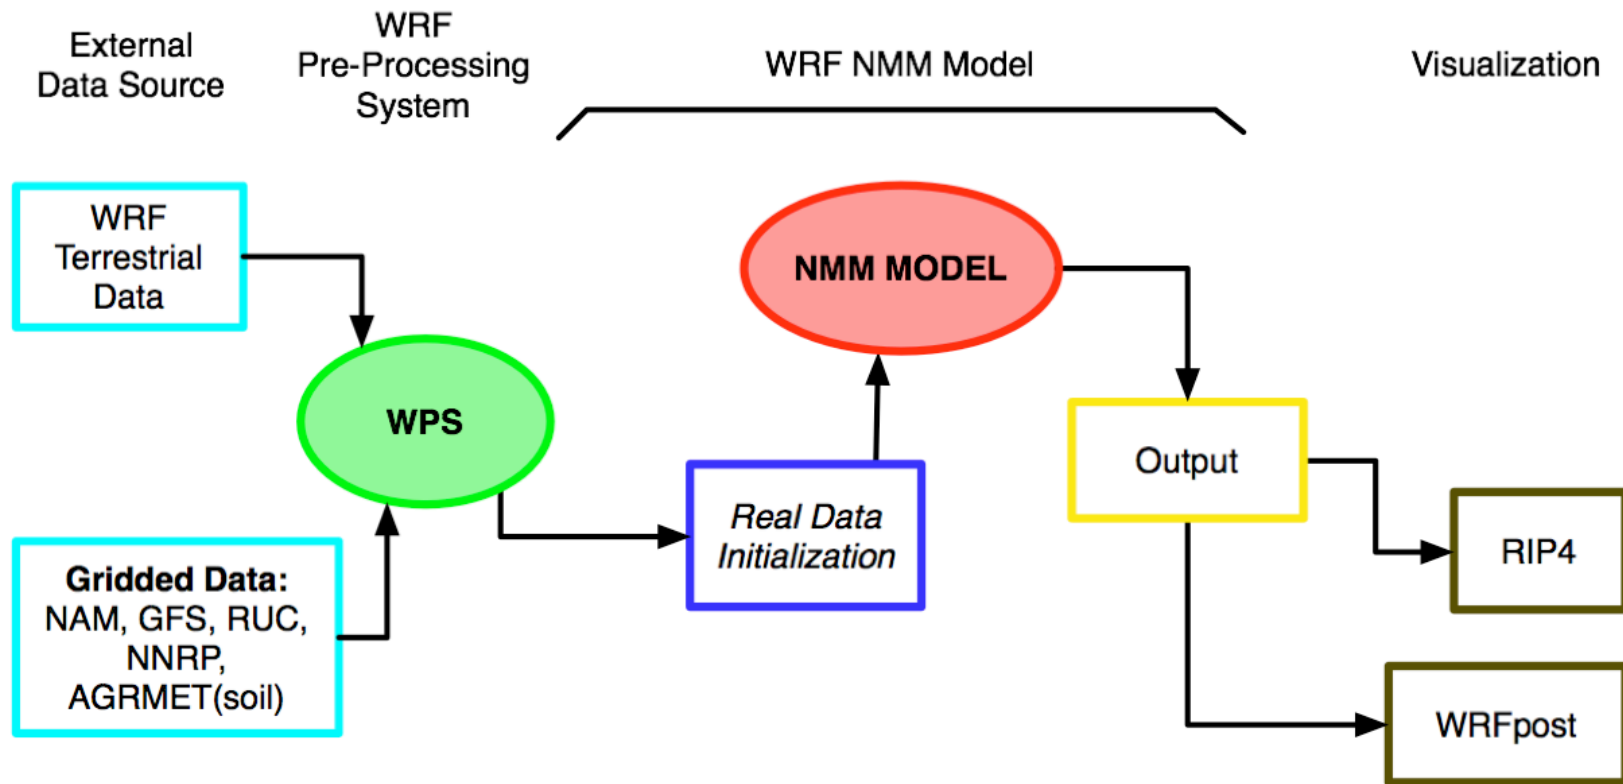 External
Data Source
WRF
Pre-Processing
System
WRF NMM Model
Visualization
WRF
Terrestrial
Data
WPS
Gridded Data:
NAM, GFS, RUC,
NNRP,
AGRMET(soil)
Real Data
Initialization
NMM MODEL
Output
RIP4
WRFpost